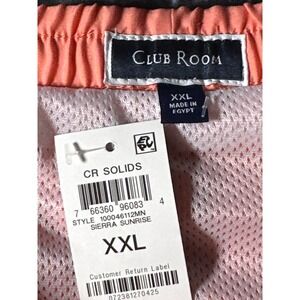 CLUB ROOM
XXL
MADE IN
EGYPT
CR SOLIDS
7 66360 96083 4
STYLE 100046112MN
SIERRA SUNRISE
XXL
Customer Return Label
072381270425